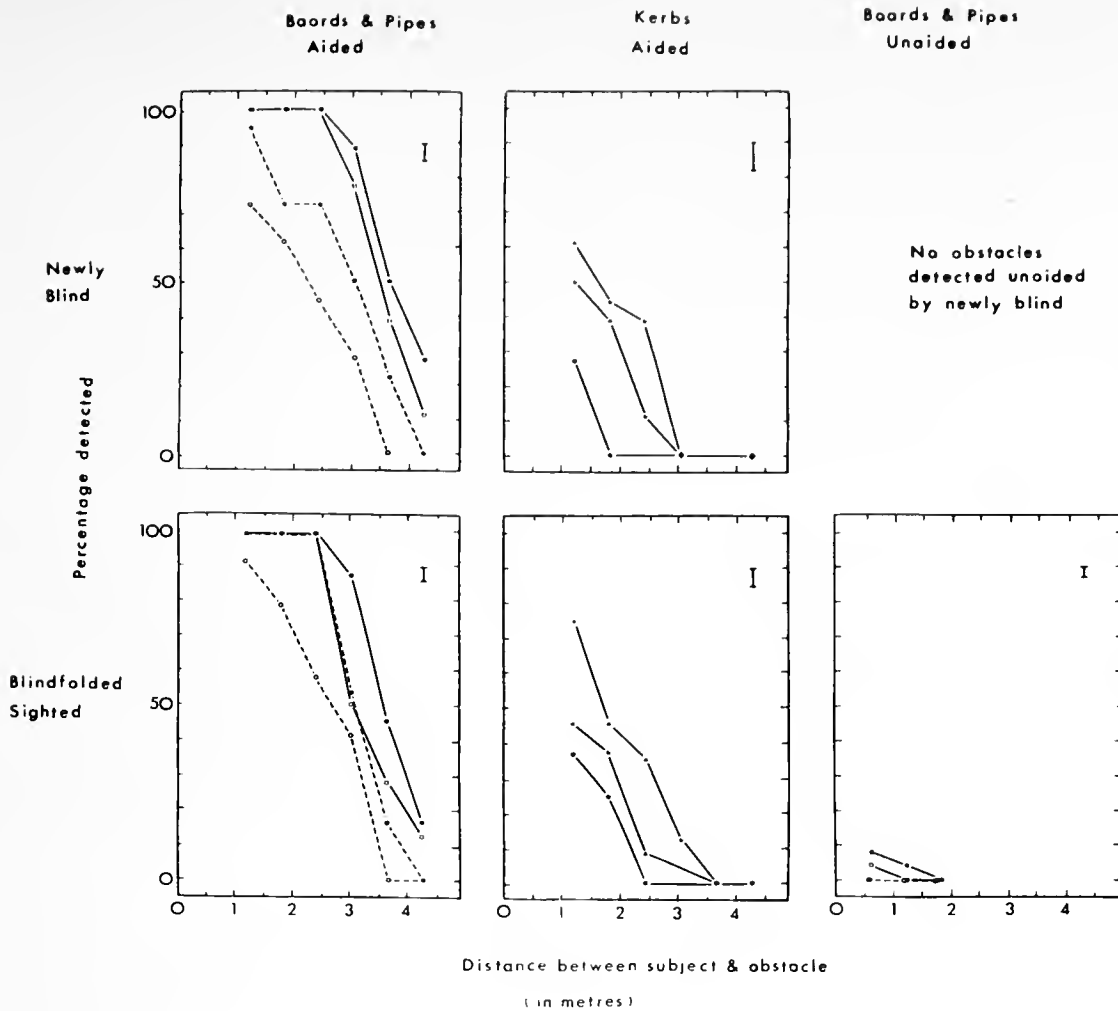 Boards & Pipes
Aided
Kerbs
Aided
Boards & Pipes
Unaided
100
50
0
Newly
Blind
No obstacles
detected unaided
by newly blind
Percentage detected
100
50
0
Blindfolded
Sighted
0 1 2 3 4
0 1 2 3 4
0 1 2 3 4
Distance between subject & obstacle
(in metres)